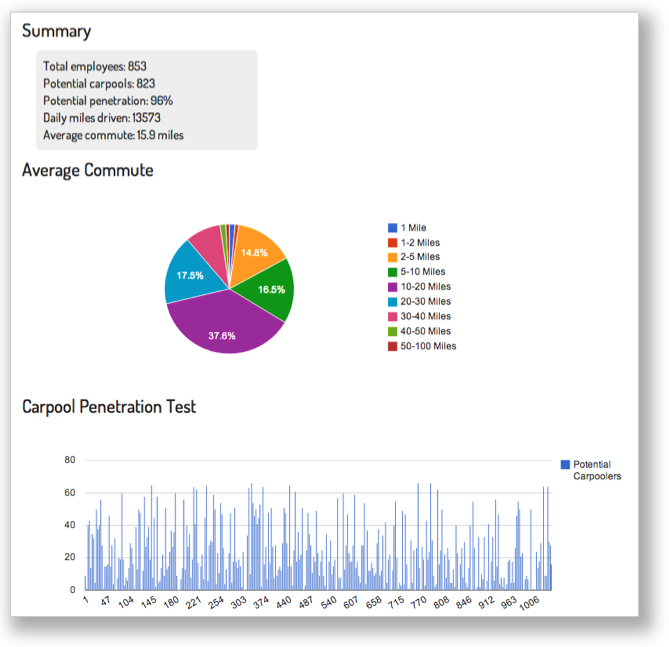 Summary
Total employees: 853
Potential carpools: 823
Potential penetration: 96%
Daily miles driven: 13573
Average commute: 15.9 miles
Average Commute
14.8%
17.5%
16.5%
37.6%
1 Mile
1-2 Miles
2-5 Miles
5-10 Miles
10-20 Miles
20-30 Miles
30-40 Miles
40-50 Miles
50-100 Miles
Carpool Penetration Test
80
60
40
20
0
Potential
Carpoolers
1 47 104 145 180 221 254 303 374 440 487 540 607 658 715 770 808 846 912 963 1006